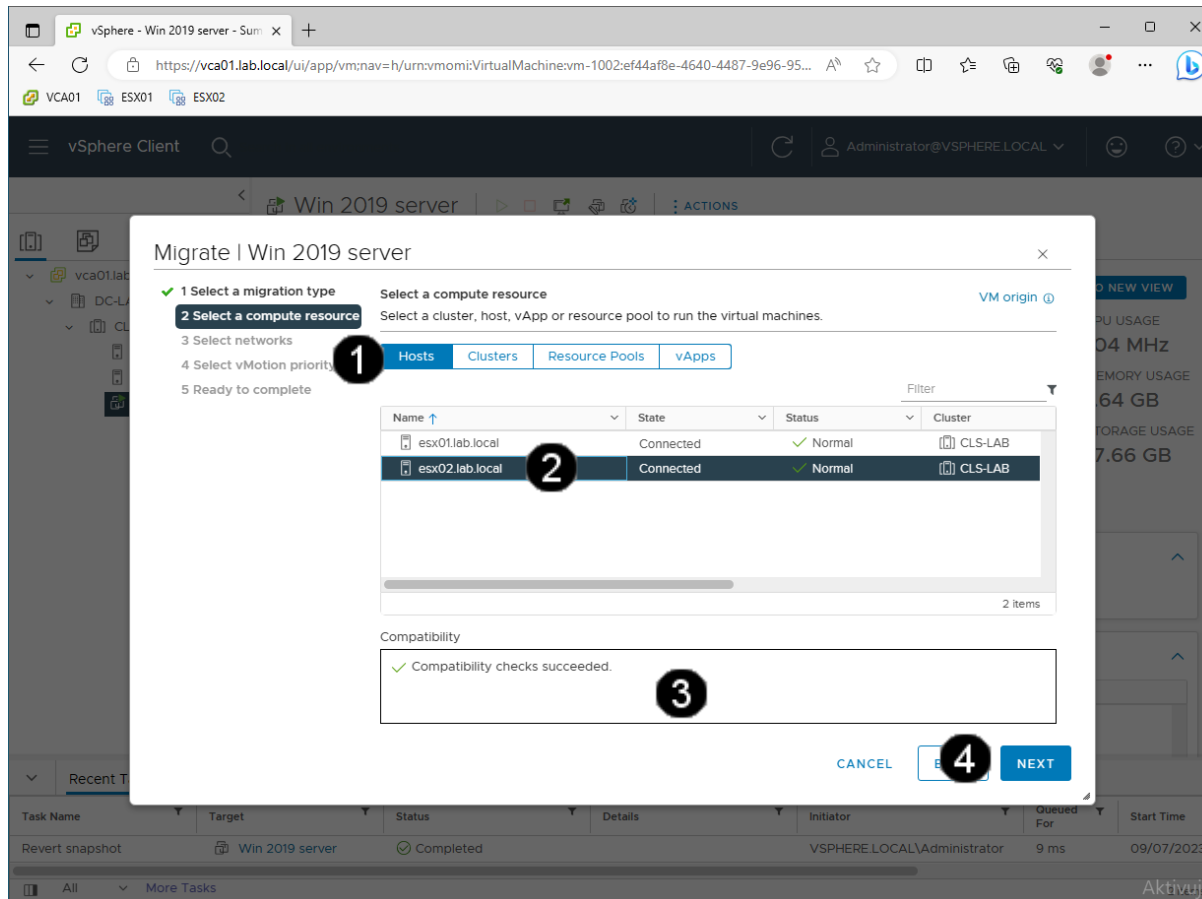 vSphere - Win 2019 server - Sum
https://vca01.lab.local/ui/app/vm;nav=h/urn:vmomi:VirtualMachine:vm-1002:ef44af8e-4640-4487-9e96-95...
VCA01 ESX01 ESX02
vSphere Client
Administrator@VSPHERE.LOCAL
Win 2019 server
ACTIONS
Migrate | Win 2019 server
vca01.lab
DC-LA
CL
1 Select a migration type
2 Select a compute resource
3 Select networks
4 Select vMotion priority
5 Ready to complete
Select a compute resource
VM origin
Select a cluster, host, vApp or resource pool to run the virtual machines.
1
Hosts Clusters Resource Pools vApps
Filter
Name State Status Cluster
esx01.lab.local Connected Normal CLS-LAB
esx02.lab.local Connected Normal CLS-LAB
2
2 items
Compatibility
Compatibility checks succeeded.
3
CANCEL
4
NEXT
O NEW VIEW
PU USAGE
04 MHz
EMORY USAGE
.64 GB
TORAGE USAGE
7.66 GB
Recent T
Task Name Target Status Details Initiator Queued For Start Time
Revert snapshot Win 2019 server Completed VSPHERE.LOCAL\Administrator 9 ms 09/07/2023
All More Tasks
Aktivuj